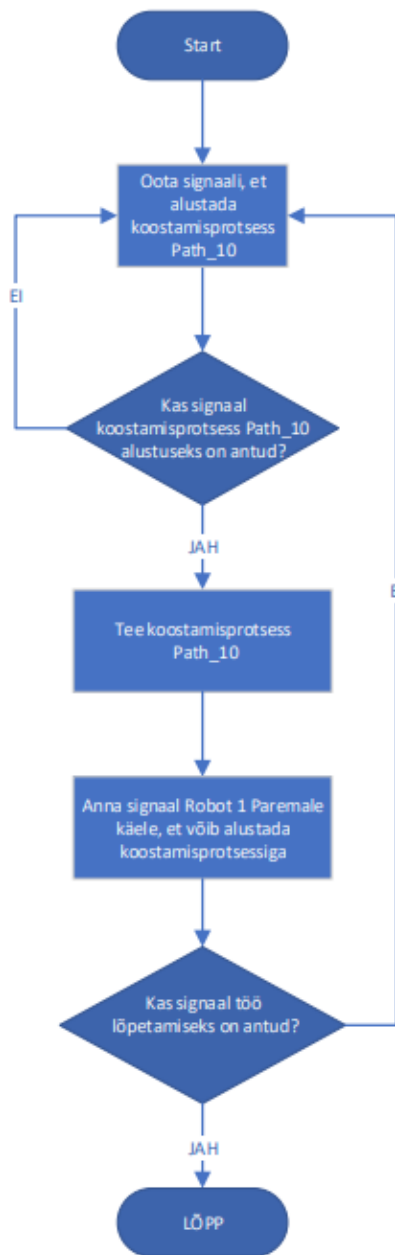 Start
Oota signaali, et
alustada
koostamisprotsess
Path_10
EI
Kas signaal
koostamisprotsess Path_10
alustuseks on antud?
JAH
Tee koostamisprotsess
Path_10
Anna signaal Robot 1 Paremale
käele, et võib alustada
koostamisprotsessiga
Kas signaal töö
lõpetamiseks on antud?
JAH
LÕPP